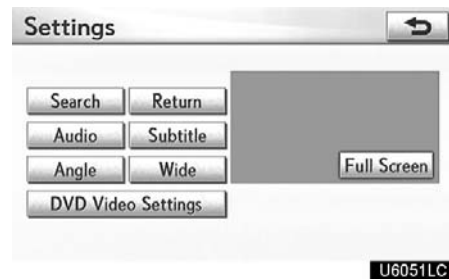 Settings
Search Return
Audio Subtitle
Angle Wide Full Screen
DVD Video Settings
U6051LC